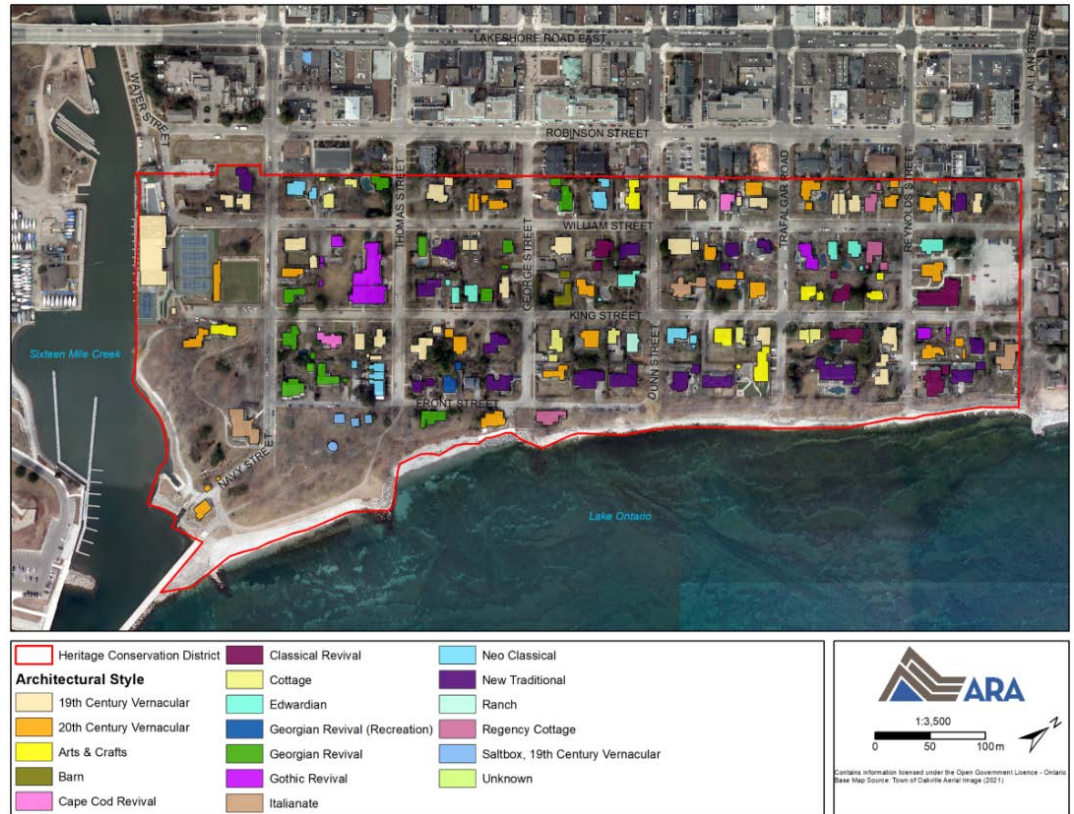 LAKESHORE ROAD EAST
ALLAN STREET
WATER STREET
ROBINSON STREET
THOMAS STREET
TRAFALGAR ROAD
REYNOLDS STREET
GEORGE STREET
WILLIAM STREET
KING STREET
DUNN STREET
Sixteen Mile Creek
FRONT STREET
NAVY STREET
Lake Ontario
Heritage Conservation District
Architectural Style
19th Century Vernacular
20th Century Vernacular
Arts & Crafts
Barn
Cape Cod Revival
Classical Revival
Cottage
Edwardian
Georgian Revival (Recreation)
Georgian Revival
Gothic Revival
Italianate
Neo Classical
New Traditional
Ranch
Regency Cottage
Saltbox, 19th Century Vernacular
Unknown
ARA
1:3,500
0 50 100 m
N
Contains information licensed under the Open Government Licence - Ontario
Base Map Source: Town of Oakville Aerial Image (2021)